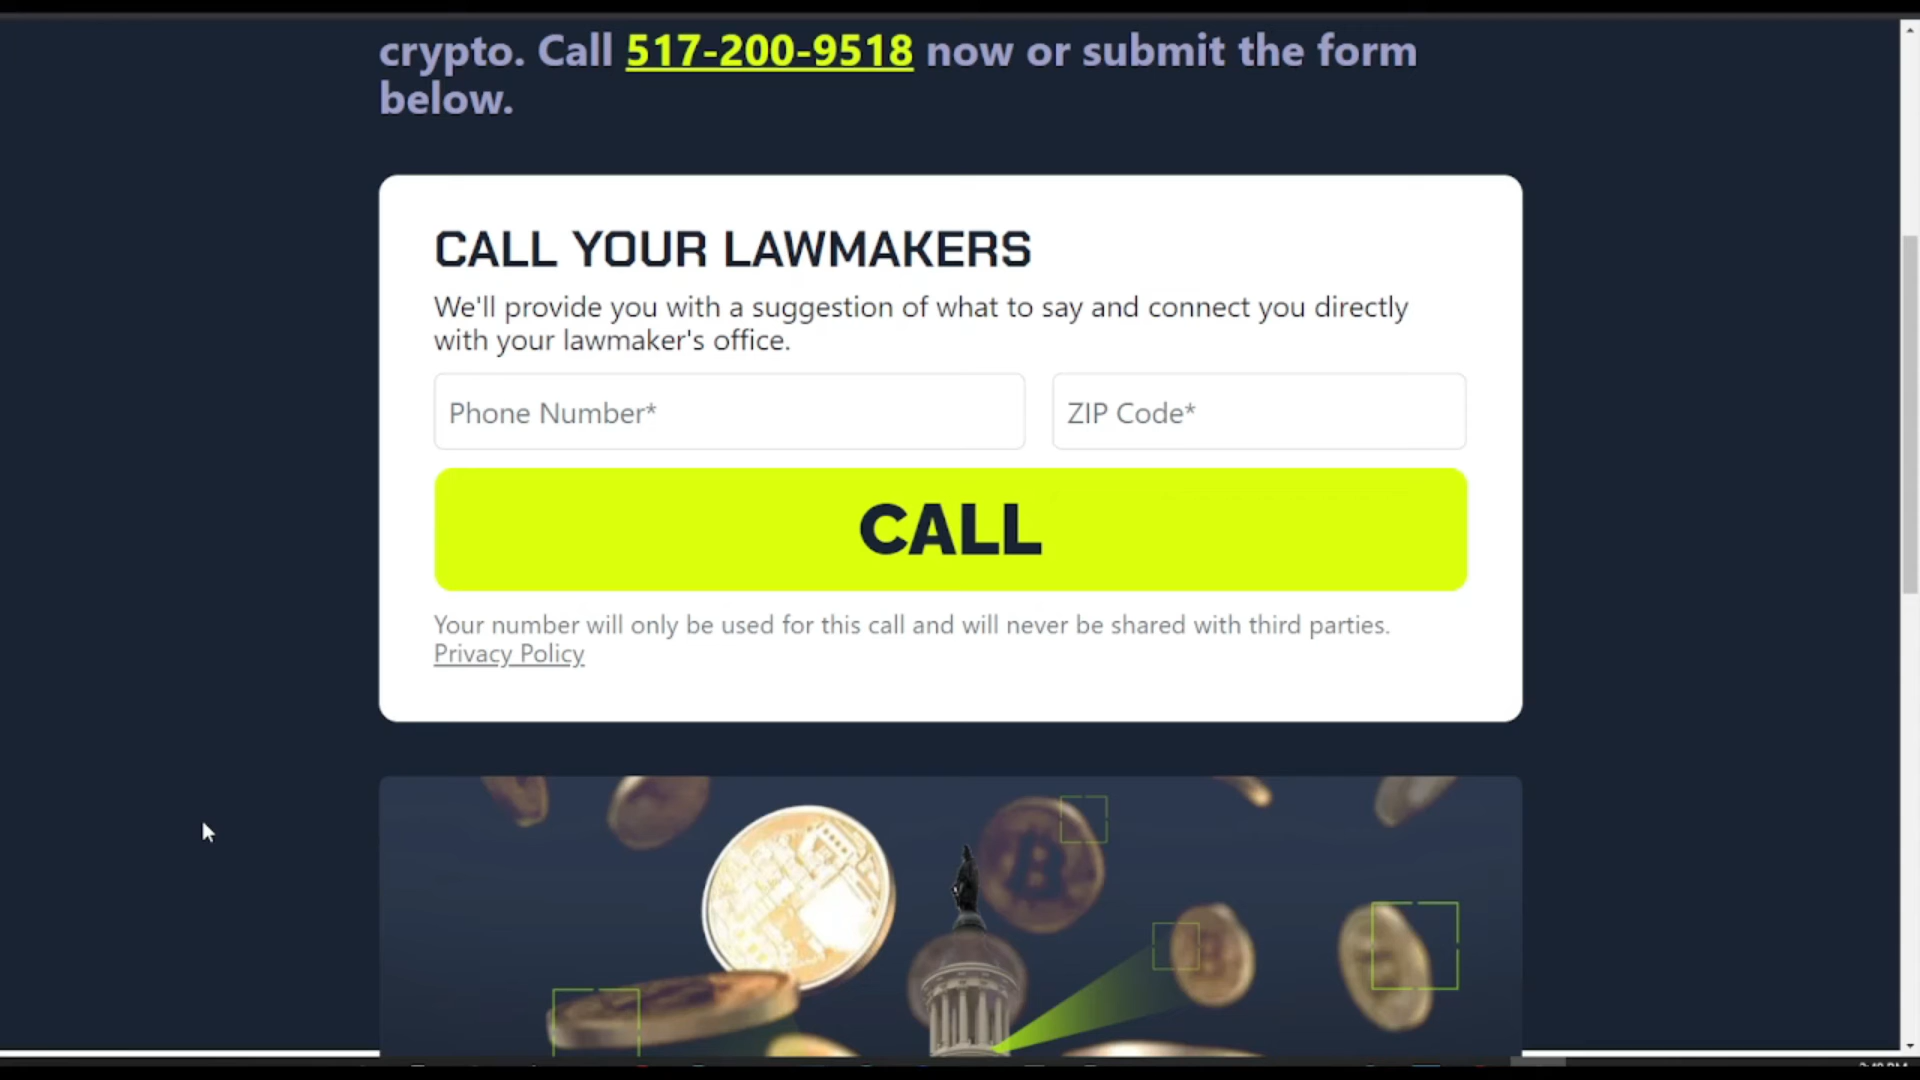 crypto. Call 517-200-9518 now or submit the form
below.
CALL YOUR LAWMAKERS
We'll provide you with a suggestion of what to say and connect you directly
with your lawmaker's office.
Phone Number*
ZIP Code*
CALL
Your number will only be used for this call and will never be shared with third parties.
Privacy Policy